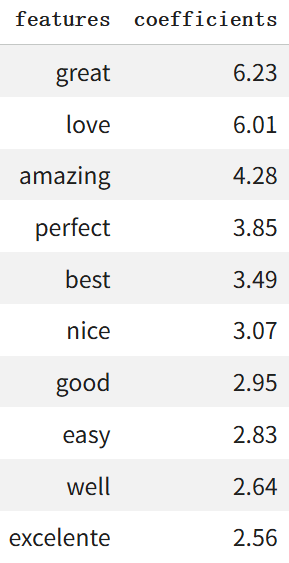 features coefficients
great 6.23
love 6.01
amazing 4.28
perfect 3.85
best 3.49
nice 3.07
good 2.95
easy 2.83
well 2.64
excelente 2.56